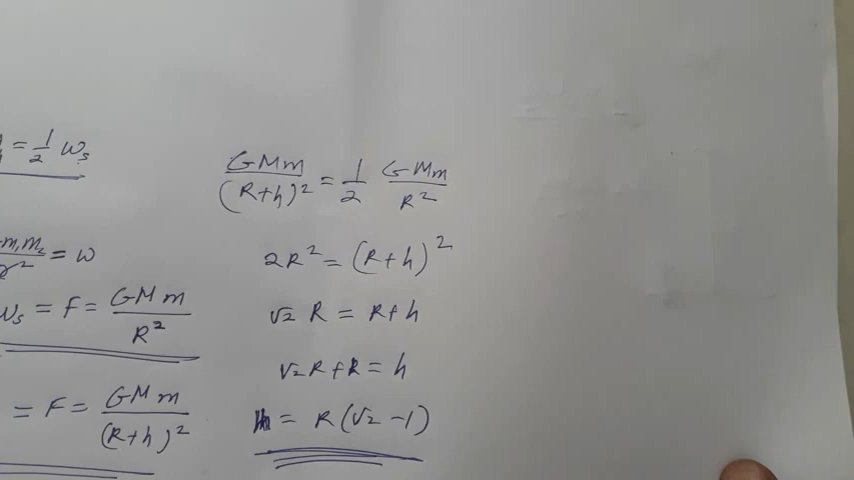 = 1/2 Ws
m₁m₂/r² = W
Ws = F = GMm/R²
= F = GMm/(R+h)²
GMm/(R+h)² = 1/2 GMm/R²
2R² = (R+h)²
√2 R = R+h
√2R+R = h
h = R(√2 -1)